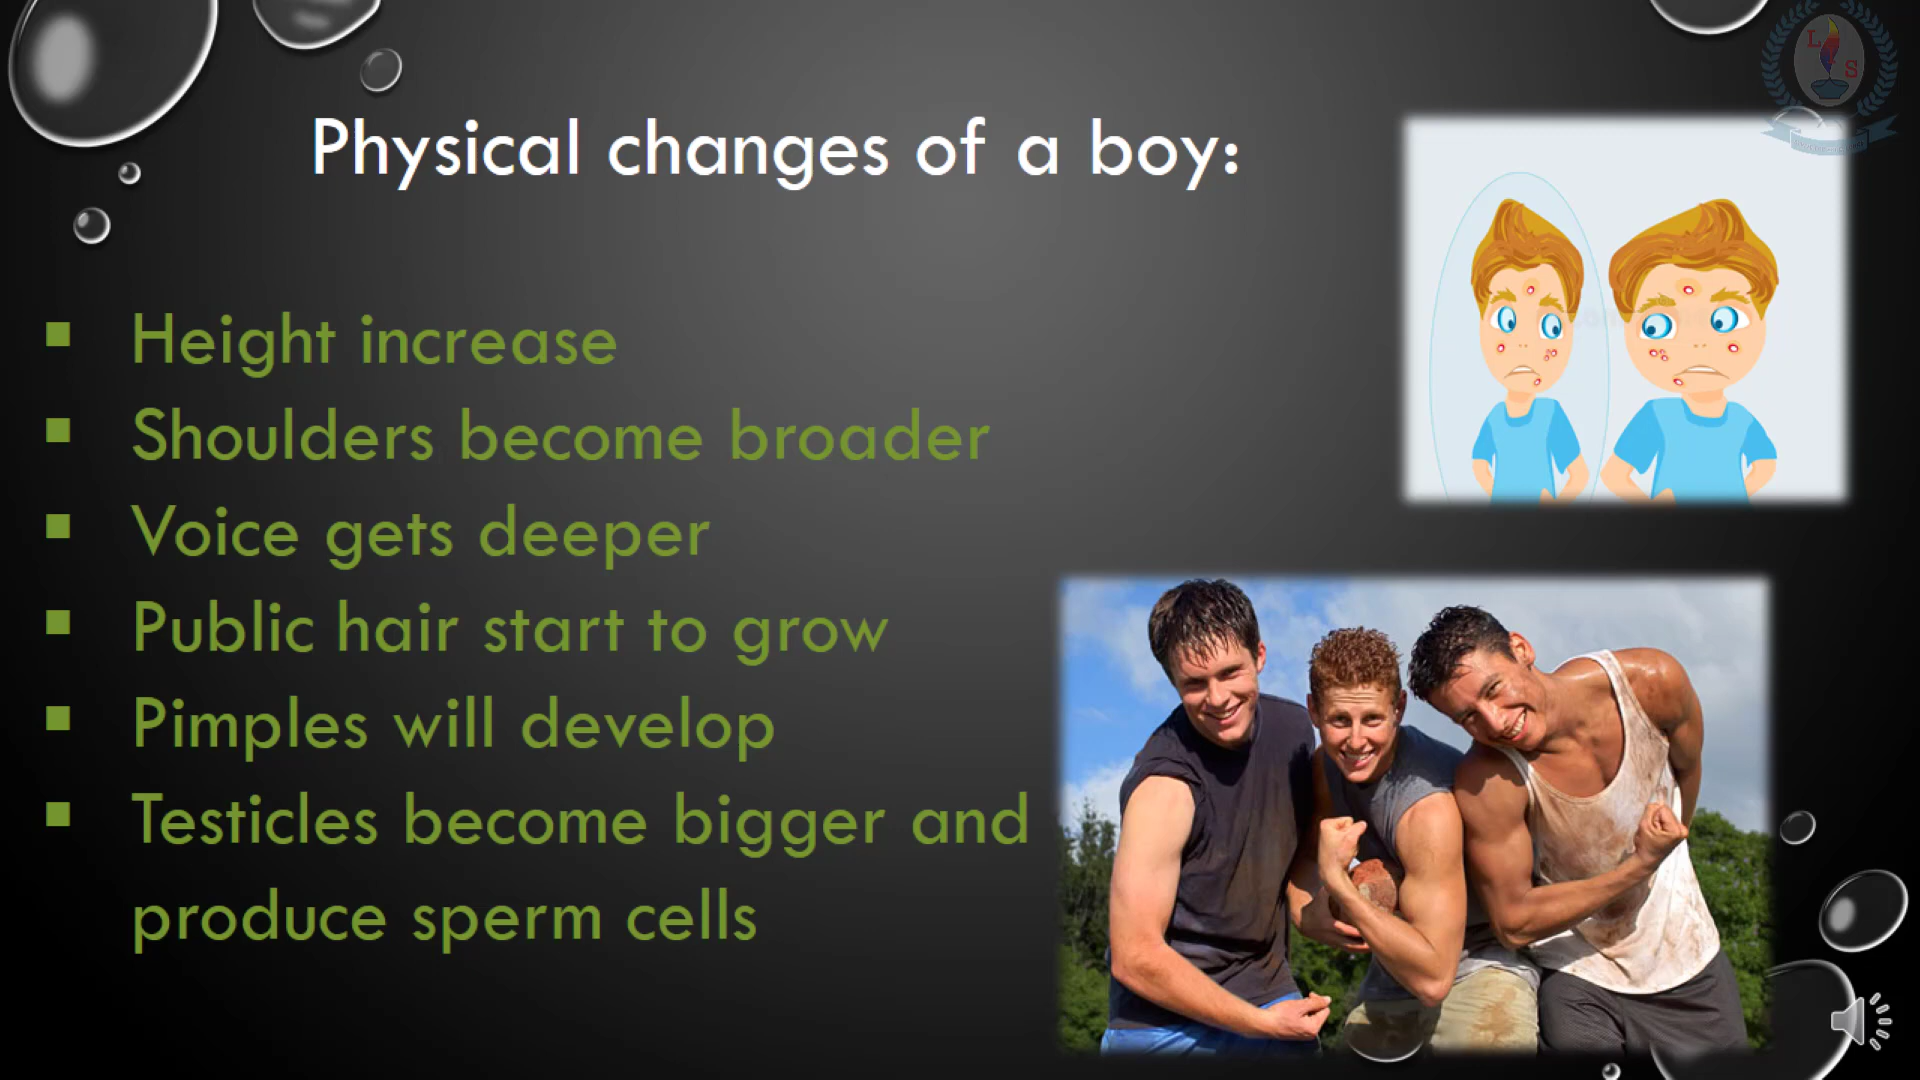 L
S
Physical changes of a boy:
Height increase
Shoulders become broader
Voice gets deeper
Public hair start to grow
Pimples will develop
Testicles become bigger and
produce sperm cells